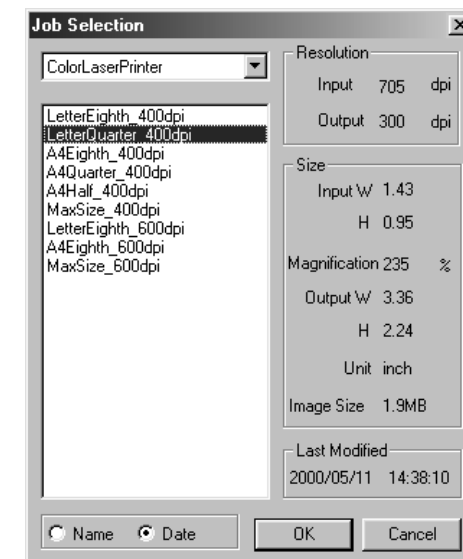 Job Selection
ColorLaserPrinter
LetterEighth_400dpi
LetterQuarter_400dpi
A4Eighth_400dpi
A4Quarter_400dpi
A4Half_400dpi
MaxSize_400dpi
LetterEighth_600dpi
A4Eighth_600dpi
MaxSize_600dpi
Name Date
Resolution
Input 705 dpi
Output 300 dpi
Size
Input W 1.43
H 0.95
Magnification 235 %
Output W 3.36
H 2.24
Unit inch
Image Size 1.9MB
Last Modified
2000/05/11 14:38:10
OK Cancel